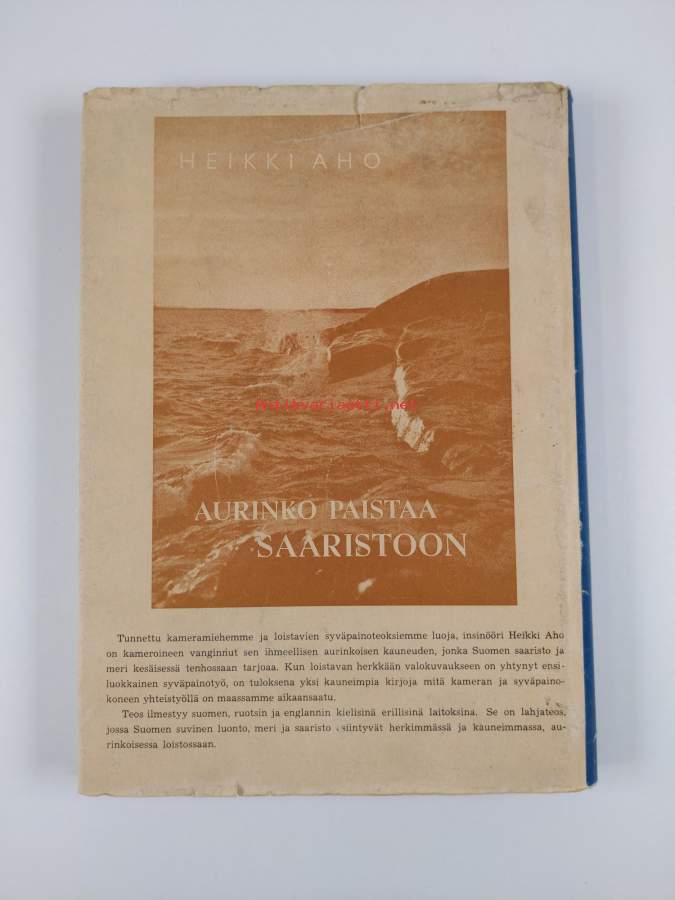 HEIKKI AHO
antikvariaatti.net
AURINKO PAISTAA
SAARISTOON
Tunnettu kameramiehemme ja loistavien syväpainoteoksiemme luoja, insinööri Heikki Aho
on kameroineen vanginnut sen ihmeellisen aurinkoisen kauneuden, jonka Suomen saaristo ja
meri kesäisessä tenhossaan tarjoaa. Kun loistavan herkkään valokuvaukseen on yhtynyt ensi-
luokkainen syväpainotyö, on tuloksena yksi kauneimpia kirjoja mitä kameran ja syväpaino-
koneen yhteistyöllä on maassamme aikaansaatu.
Teos ilmestyy suomen, ruotsin ja englannin kielisinä erillisinä laitoksina. Se on lahjateos,
jossa Suomen suvinen luonto, meri ja saaristo esiintyvät herkimmässä ja kauneimmassa, au-
rinkoisessa loistossaan.